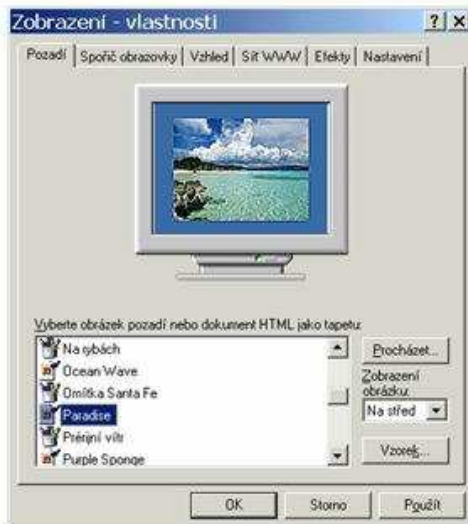 Zobrazení - vlastnosti
Pozadí Spořič obrazovky Vzhled Síť WWW Efekty Nastavení
Vyberte obrázek pozadí nebo dokument HTML jako tapetu:
Na rybách
Ocean Wave
Omítka Santa Fe
Paradise
Prérijní vítr
Purple Sponge
Procházet...
Zobrazení
obrázku:
Na střed
Vzorek...
OK Storno Použít